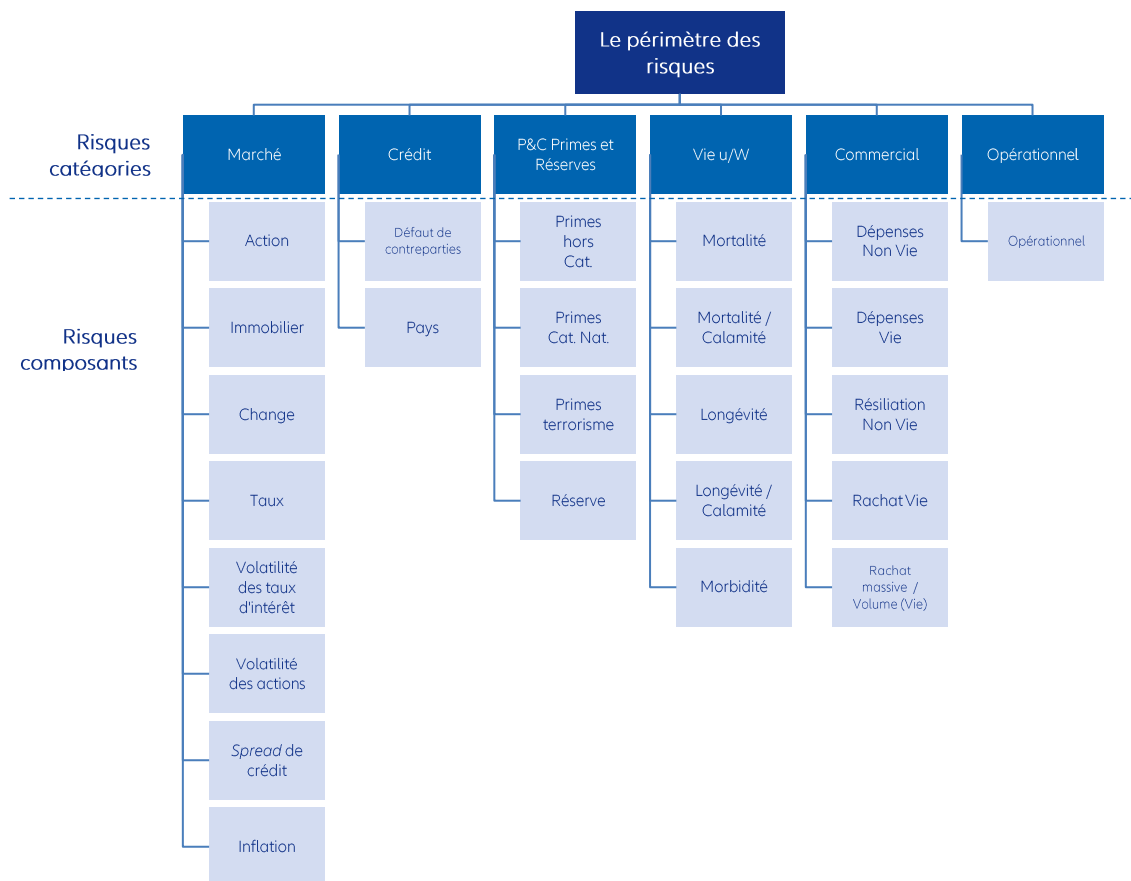 Le périmètre des
risques
Risques
catégories
Marché
Crédit
P&C Primes et
Réserves
Vie u/W
Commercial
Opérationnel
Risques
composants
Action
Immobilier
Change
Taux
Volatilité
des taux
d'intérêt
Volatilité
des actions
Spread de
crédit
Inflation
Défaut de
contreparties
Pays
Primes
hors
Cat.
Primes
Cat. Nat.
Primes
terrorisme
Réserve
Mortalité
Mortalité /
Calamité
Longévité
Longévité /
Calamité
Morbidité
Dépenses
Non Vie
Dépenses
Vie
Résiliation
Non Vie
Rachat Vie
Rachat
massive /
Volume (Vie)
Opérationnel